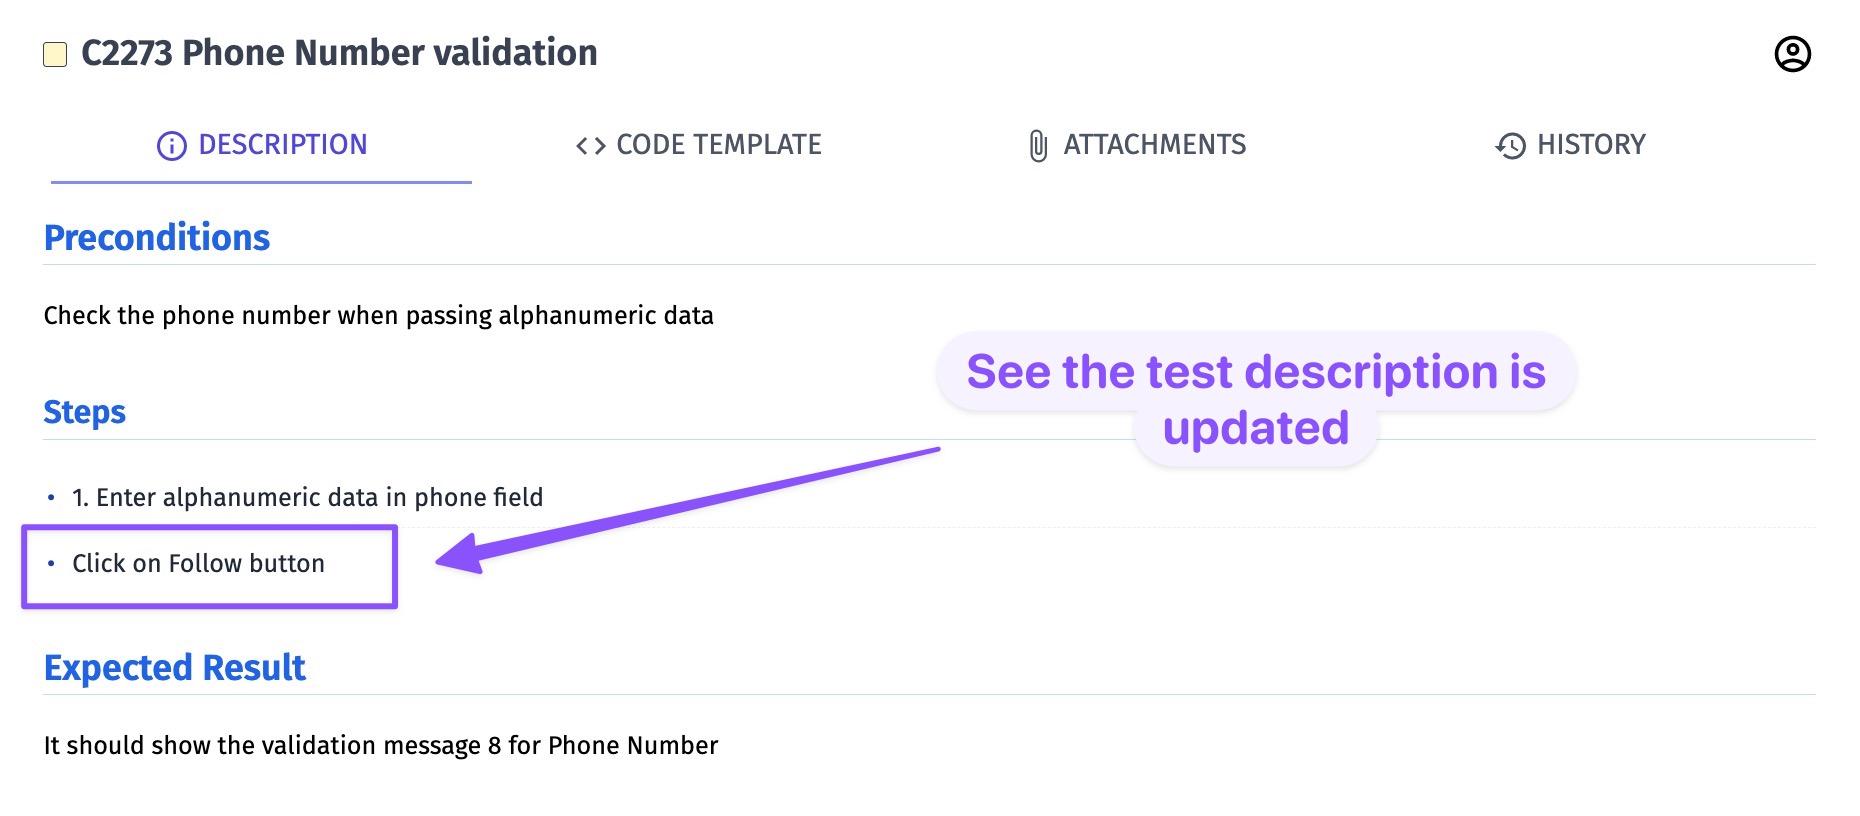 C2273 Phone Number validation
DESCRIPTION
CODE TEMPLATE
ATTACHMENTS
HISTORY
Preconditions
Check the phone number when passing alphanumeric data
See the test description is
updated
Steps
• 1. Enter alphanumeric data in phone field
• Click on Follow button
Expected Result
It should show the validation message 8 for Phone Number